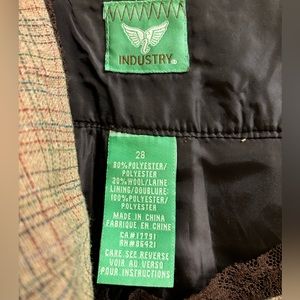 INDUSTRY®
28
80% POLYESTER/
POLYESTER
20% WOOL/LAINE
LINING/DOUBLURE:
100% POLYESTER/
POLYESTER
MADE IN CHINA
FABRIQUE EN CHINE
CA#17791
RN#86421
CARE SEE REVERSE
VOIR AU VERSO
POUR INSTRUCTIONS